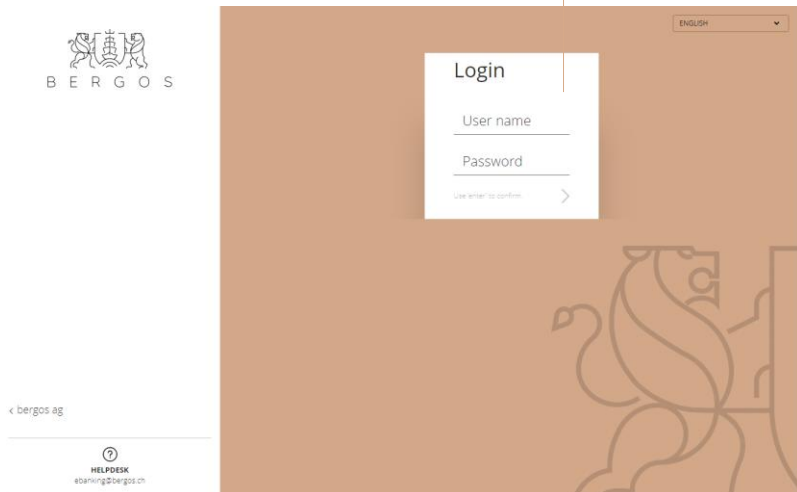 BERGOS
ENGLISH
Login
User name
Password
Use 'enter' to confirm
‹ bergos ag
HELPDESK
ebanking@bergos.ch